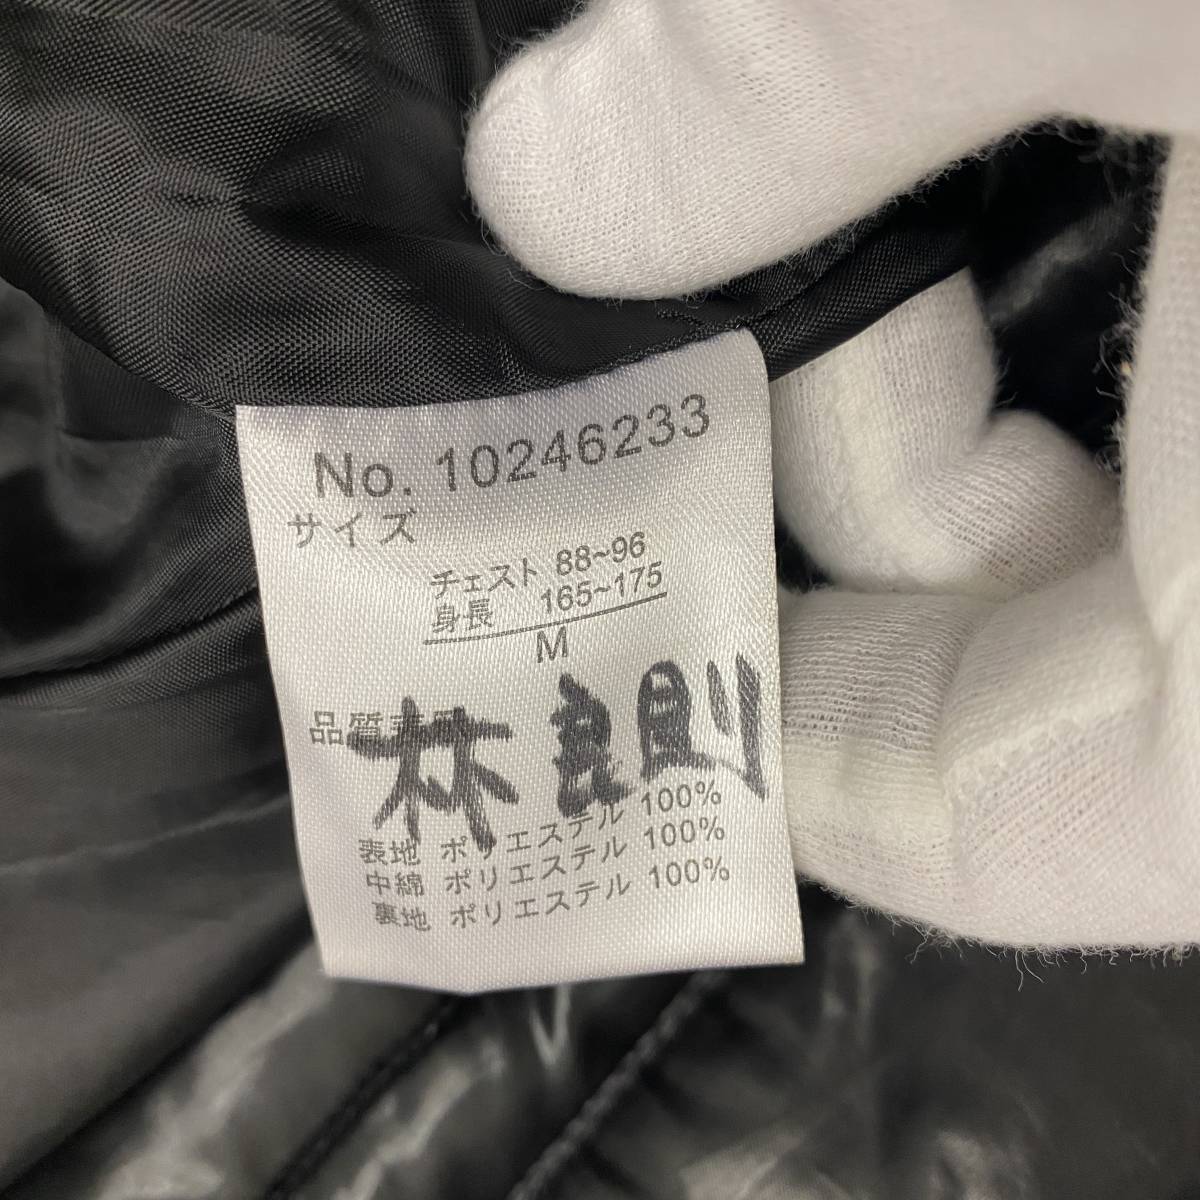 No. 10246233
サイズ
チェスト 88~96
身長 165~175
M
品質表示
林 良則
表地 ポリエステル 100%
中綿 ポリエステル 100%
裏地 ポリエステル 100%